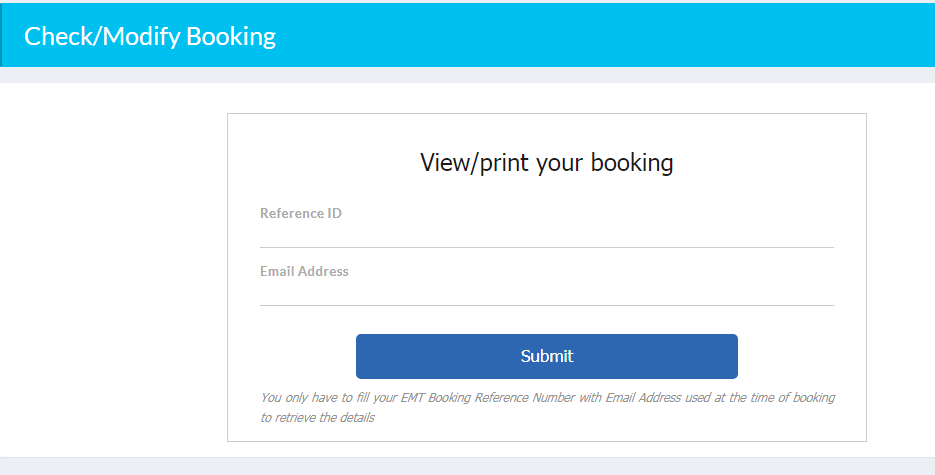 Check/Modify Booking
View/print your booking
Reference ID
Email Address
Submit
You only have to fill your EMT Booking Reference Number with Email Address used at the time of booking
to retrieve the details